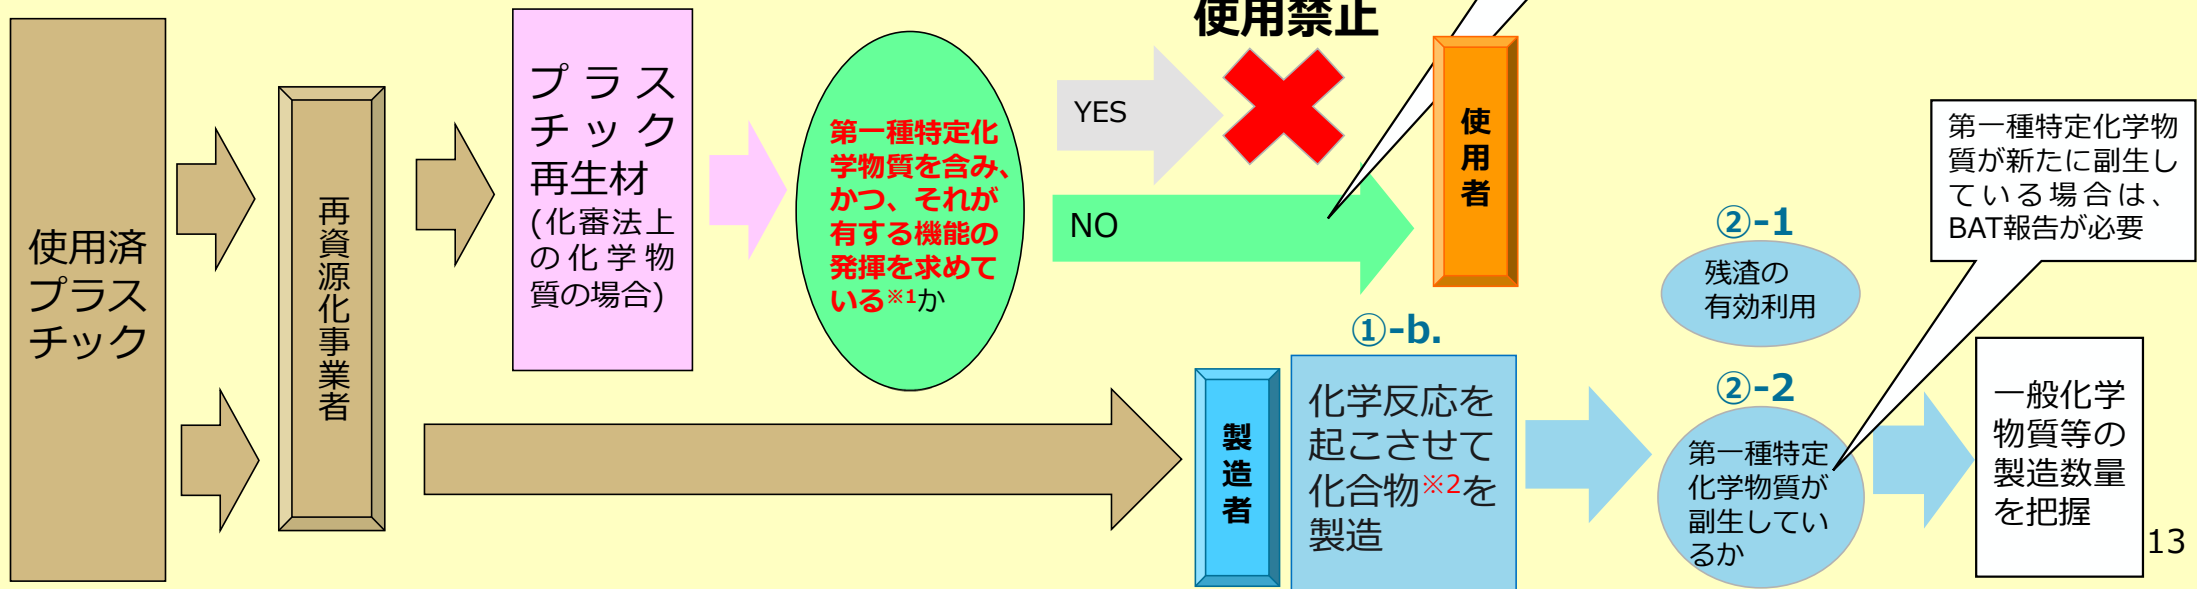 使用済
プラス
チック
再資源化事業者
プラス
チック
再生材
(化審法上
の化学物
質の場合)
第一種特定化
学物質を含み、
かつ、それが
有する機能の
発揮を求めて
いる※1か
YES
使用禁止
NO
使用者
製造者
①-b.
化学反応を
起こさせて
化合物※2を
製造
②-1
残渣の
有効利用
②-2
第一種特定
化学物質が
副生してい
るか
第一種特定化学物
質が新たに副生し
ている場合は、
BAT報告が必要
一般化学
物質等の
製造数量
を把握
13